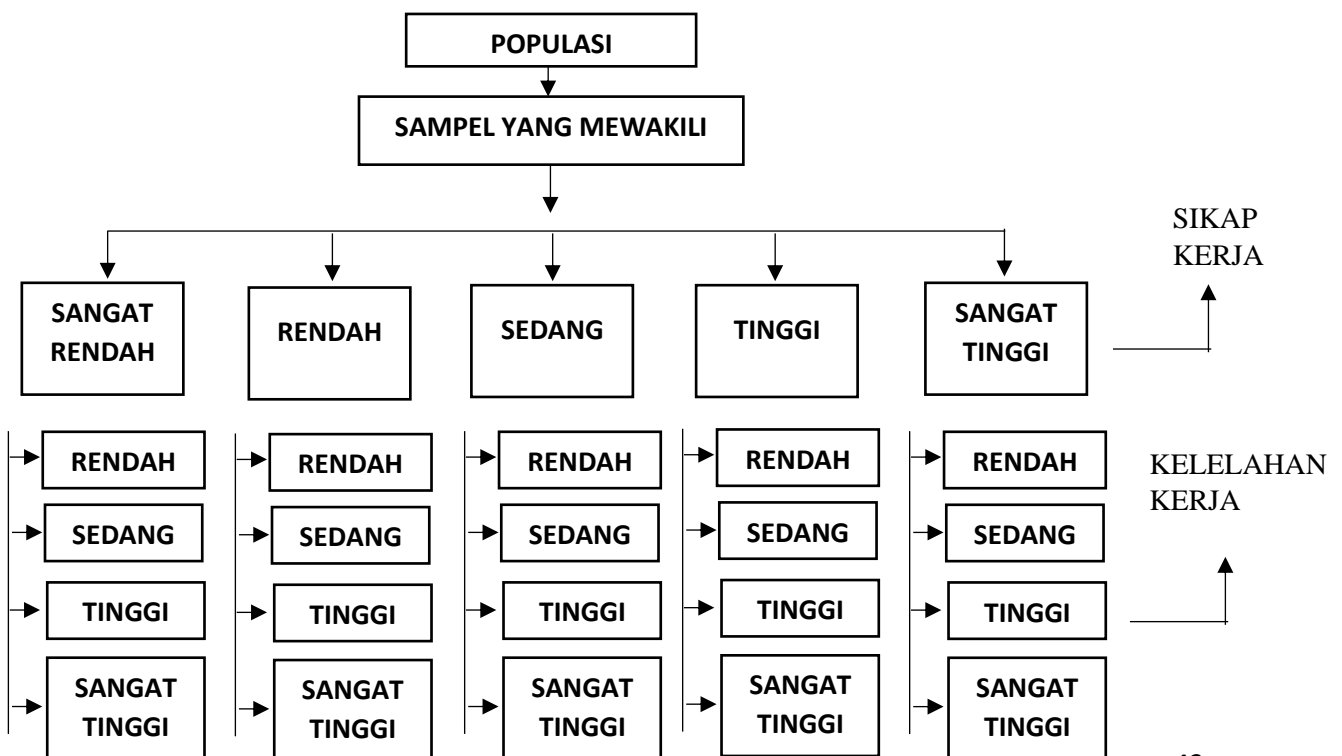 POPULASI
SAMPEL YANG MEWAKILI
SIKAP
KERJA
SANGAT
RENDAH
RENDAH
SEDANG
TINGGI
SANGAT
TINGGI
RENDAH
RENDAH
RENDAH
RENDAH
RENDAH
KELELAHAN
KERJA
SEDANG
SEDANG
SEDANG
SEDANG
SEDANG
TINGGI
TINGGI
TINGGI
TINGGI
TINGGI
SANGAT
TINGGI
SANGAT
TINGGI
SANGAT
TINGGI
SANGAT
TINGGI
SANGAT
TINGGI